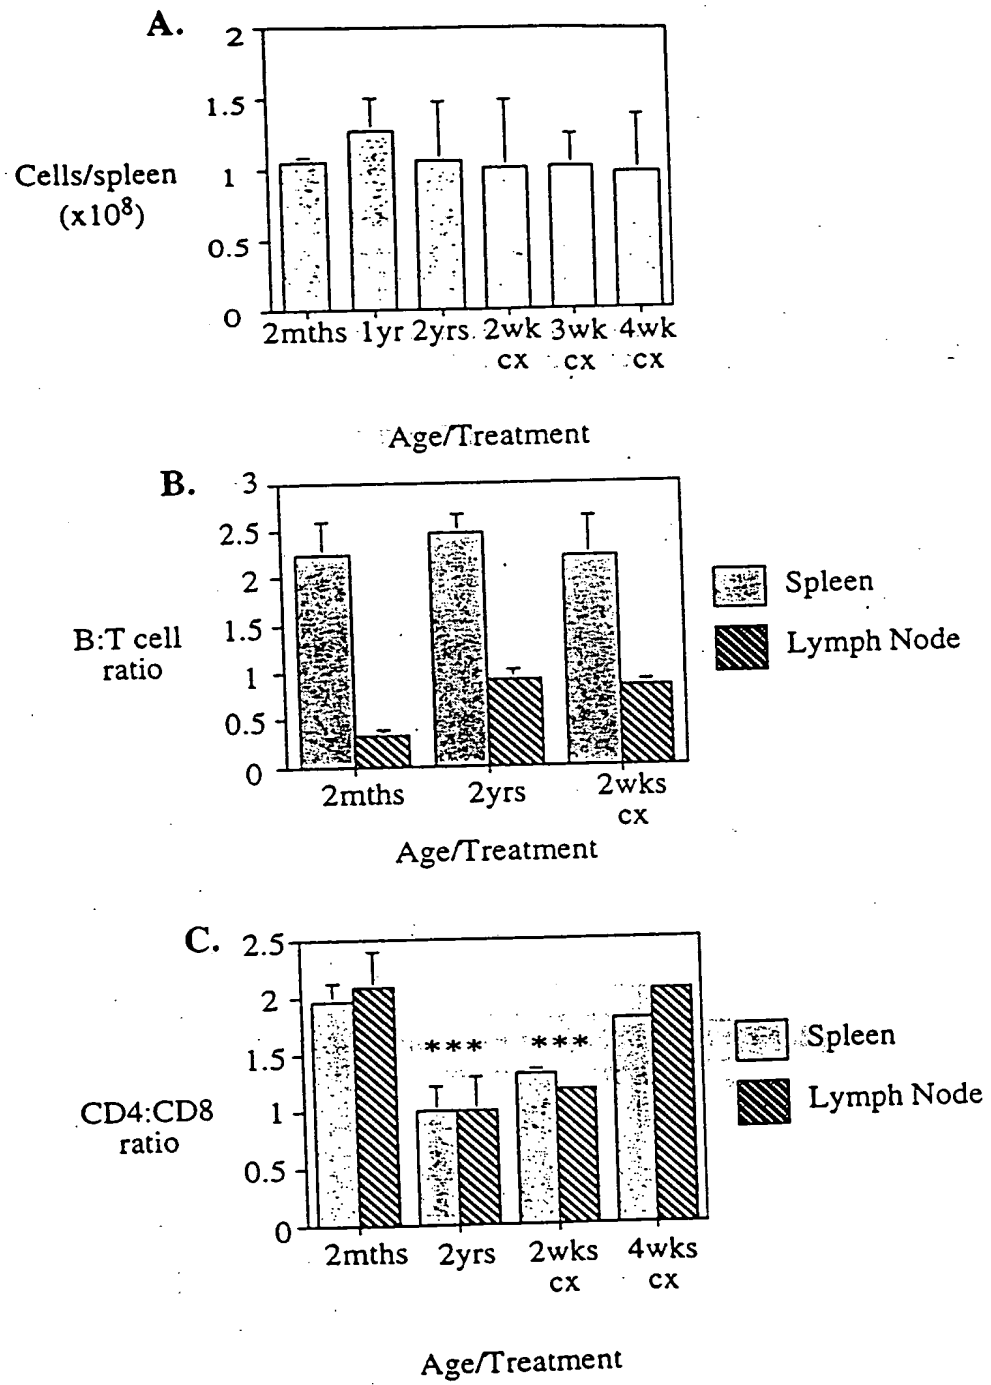 A.
2
1.5
1
0.5
0
Cells/spleen
(x10⁸)
2mths 1yr 2yrs. 2wk 3wk 4wk
cx cx cx
Age/Treatment
B.
3
2.5
2
1.5
1
0.5
0
B:T cell
ratio
Spleen
Lymph Node
2mths 2yrs 2wks
cx
Age/Treatment
C.
2.5
2
1.5
1
0.5
0
*** ***
CD4:CD8
ratio
Spleen
Lymph Node
2mths 2yrs 2wks 4wks
cx cx
Age/Treatment